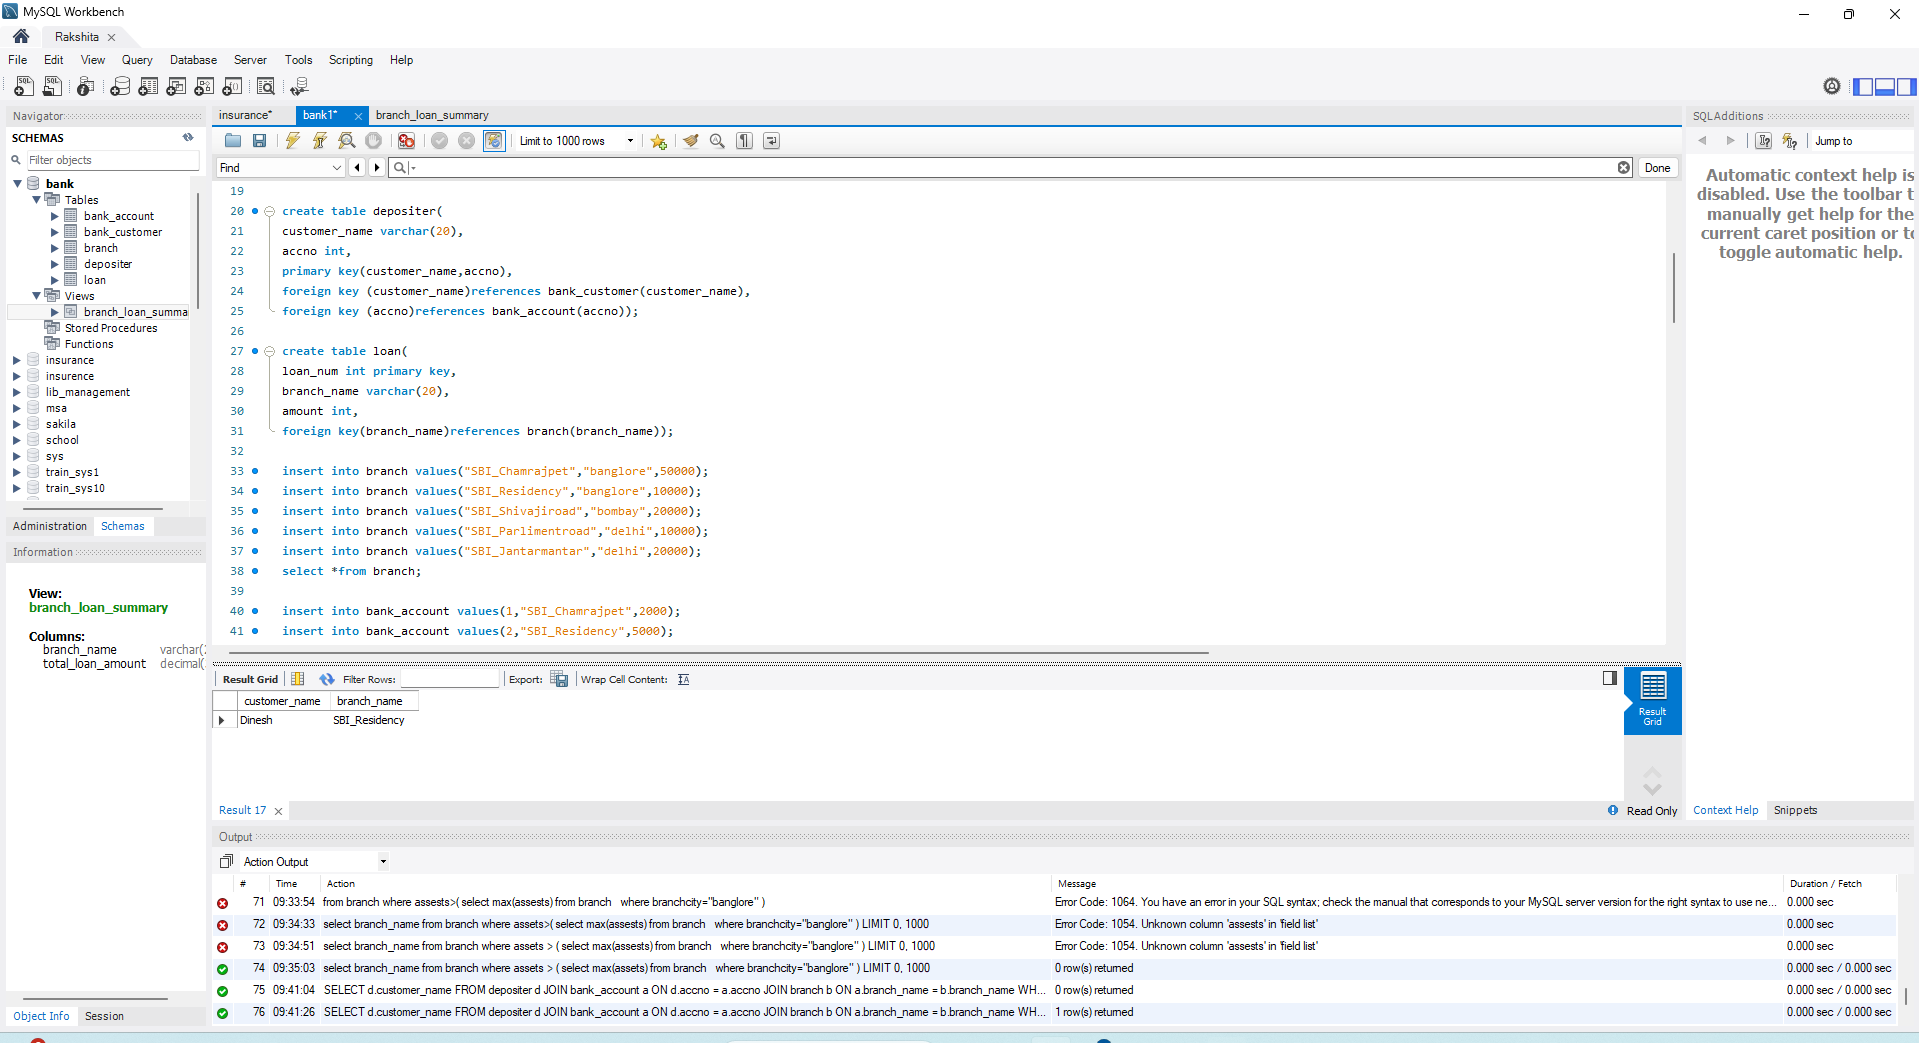 MySQL Workbench
Rakshita
File Edit View Query Database Server Tools Scripting Help
Navigator
SCHEMAS
Filter objects
bank
Tables
bank_account
bank_customer
branch
depositer
loan
Views
branch_loan_summa
Stored Procedures
Functions
insurance
insurence
lib_management
msa
sakila
school
sys
train_sys1
train_sys10
Administration Schemas
Information
View:
branch_loan_summary
Columns:
branch_name varchar(
total_loan_amount decimal(
Object Info Session
insurance* bank1* branch_loan_summary
Limit to 1000 rows
Find Done
19
20 create table depositer(
21 customer_name varchar(20),
22 accno int,
23 primary key(customer_name,accno),
24 foreign key (customer_name)references bank_customer(customer_name),
25 foreign key (accno)references bank_account(accno));
26
27 create table loan(
28 loan_num int primary key,
29 branch_name varchar(20),
30 amount int,
31 foreign key(branch_name)references branch(branch_name));
32
33 insert into branch values("SBI_Chamrajpet","banglore",50000);
34 insert into branch values("SBI_Residency","banglore",10000);
35 insert into branch values("SBI_Shivajiroad","bombay",20000);
36 insert into branch values("SBI_Parlimentroad","delhi",10000);
37 insert into branch values("SBI_Jantarmantar","delhi",20000);
38 select *from branch;
39
40 insert into bank_account values(1,"SBI_Chamrajpet",2000);
41 insert into bank_account values(2,"SBI_Residency",5000);
Result Grid Filter Rows: Export: Wrap Cell Content:
customer_name branch_name
Dinesh SBI_Residency
Result
Grid
Result 17 Read Only
SQLAdditions
Jump to
Automatic context help is
disabled. Use the toolbar t
manually get help for the
current caret position or to
toggle automatic help.
Context Help Snippets
Output
Action Output
# Time Action Message Duration / Fetch
71 09:33:54 from branch where assests>( select max(assests) from branch where branchcity="banglore" ) Error Code: 1064. You have an error in your SQL syntax; check the manual that corresponds to your MySQL server version for the right syntax to use ne... 0.000 sec
72 09:34:33 select branch_name from branch where assets>( select max(assests) from branch where branchcity="banglore" ) LIMIT 0, 1000 Error Code: 1054. Unknown column 'assests' in 'field list' 0.000 sec
73 09:34:51 select branch_name from branch where assets > ( select max(assests) from branch where branchcity="banglore" ) LIMIT 0, 1000 Error Code: 1054. Unknown column 'assests' in 'field list' 0.000 sec
74 09:35:03 select branch_name from branch where assets > ( select max(assets) from branch where branchcity="banglore" ) LIMIT 0, 1000 0 row(s) returned 0.000 sec / 0.000 sec
75 09:41:04 SELECT d.customer_name FROM depositer d JOIN bank_account a ON d.accno = a.accno JOIN branch b ON a.branch_name = b.branch_name WH... 0 row(s) returned 0.000 sec / 0.000 sec
76 09:41:26 SELECT d.customer_name FROM depositer d JOIN bank_account a ON d.accno = a.accno JOIN branch b ON a.branch_name = b.branch_name WH... 1 row(s) returned 0.000 sec / 0.000 sec